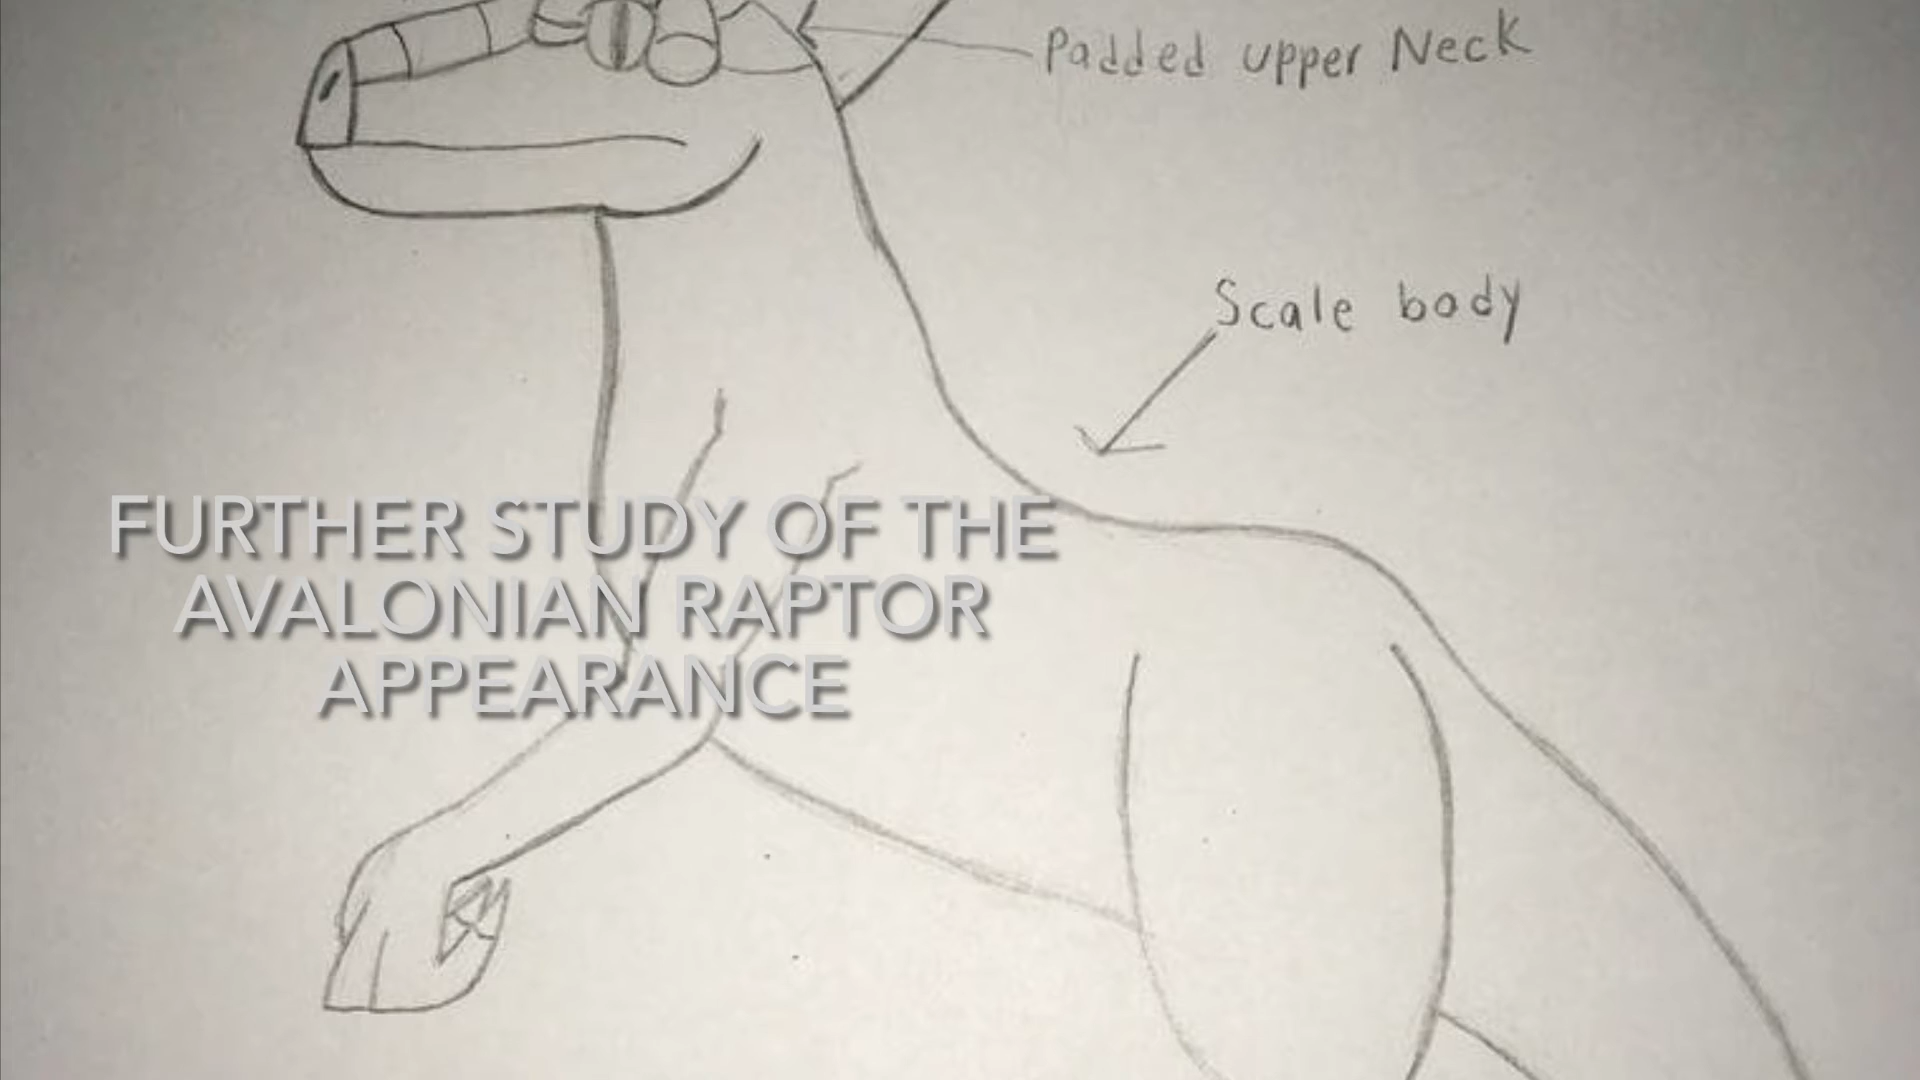 Padded upper Neck
Scale body
FURTHER STUDY OF THE
AVALONIAN RAPTOR
APPEARANCE